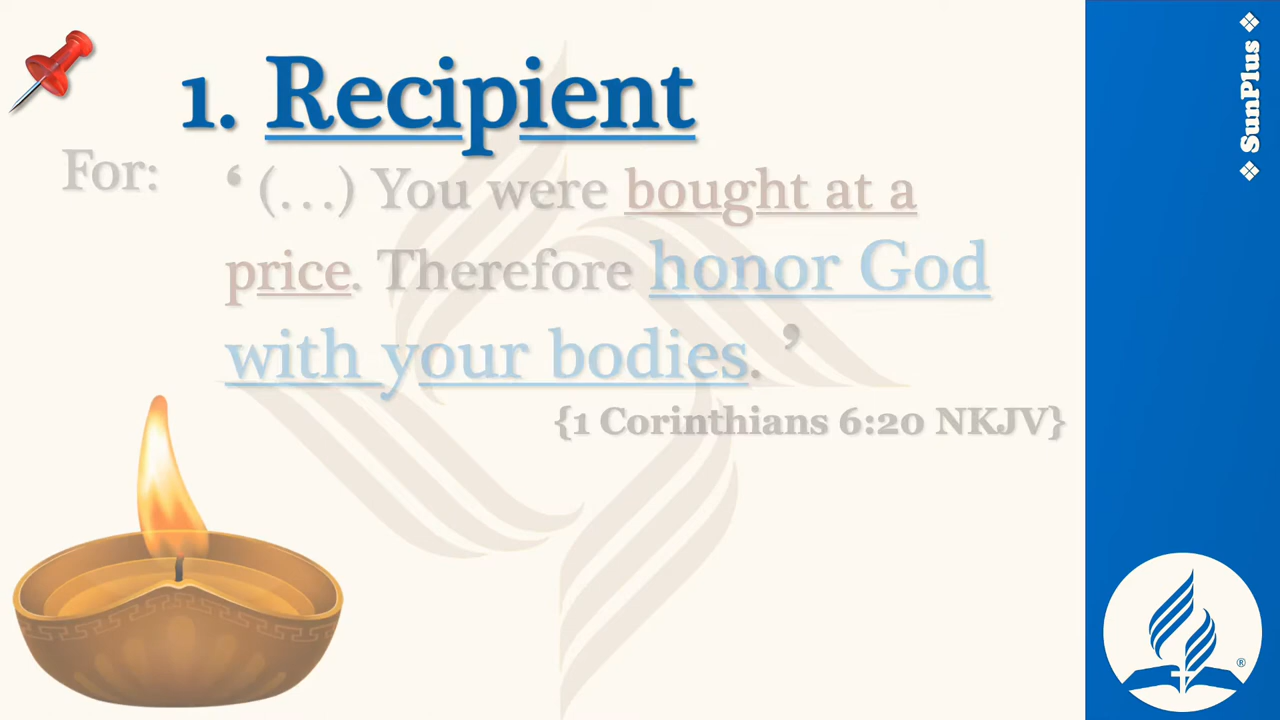 1. Recipient
For: ‘ (…) You were bought at a
price. Therefore honor God
with your bodies. ’
{1 Corinthians 6:20 NKJV}
❖ SunPlus ❖
®